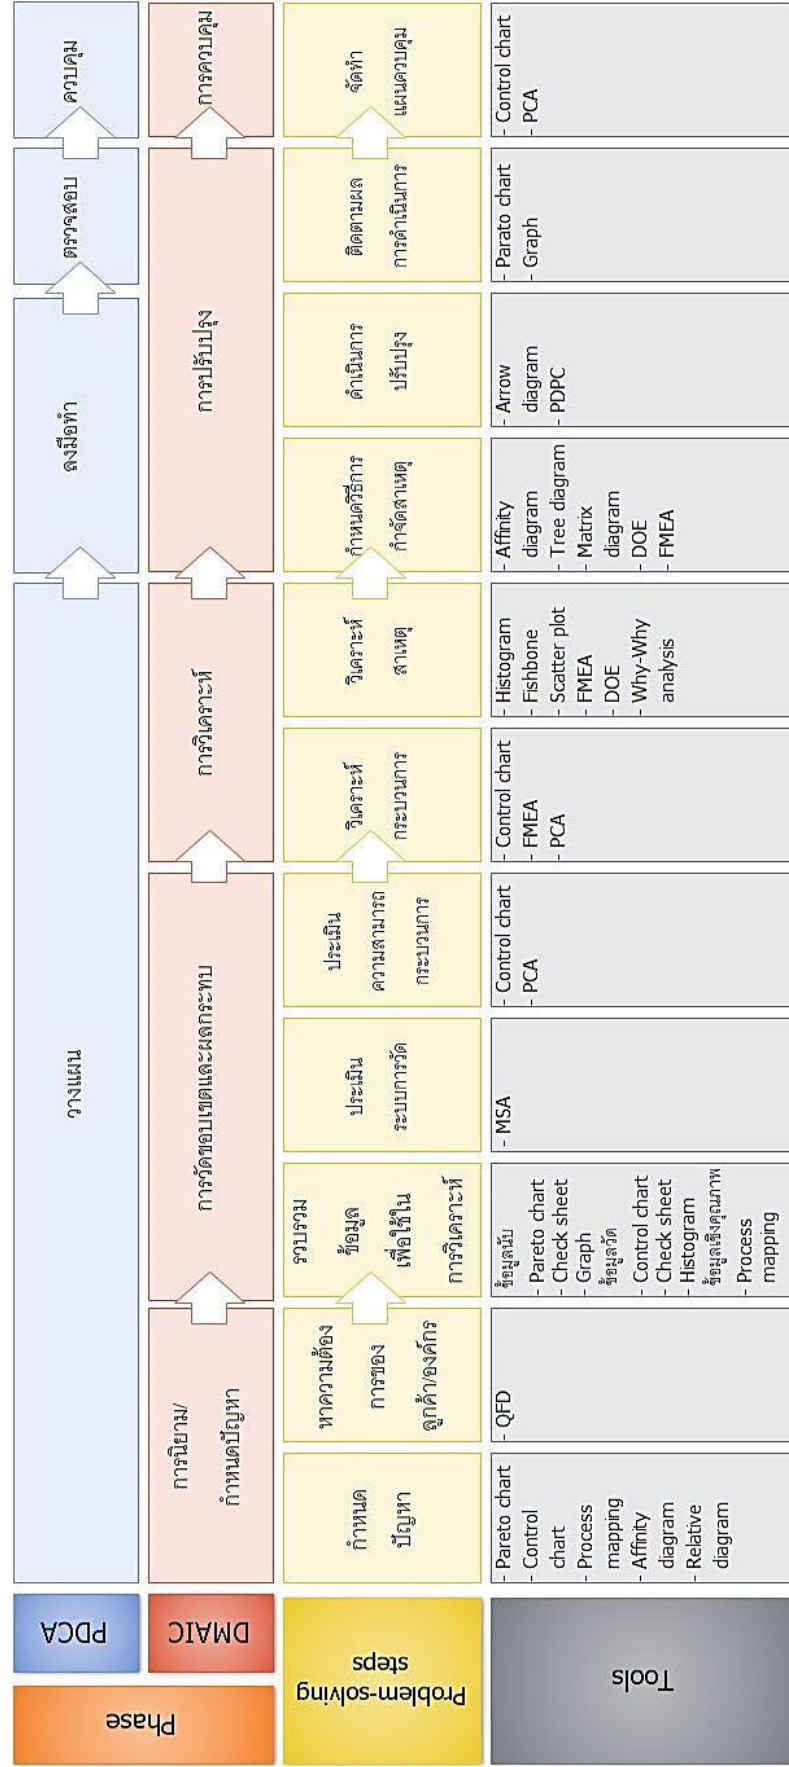 Phase
PDCA
วางแผน
ลงมือทำ
ตรวจสอบ
ควบคุม
DMAIC
การนิยาม/
กำหนดปัญหา
การวัดขอบเขตและผลกระทบ
การวิเคราะห์
การปรับปรุง
การควบคุม
Problem-solving
steps
กำหนด
ปัญหา
หาความต้อง
การของ
ลูกค้า/องค์กร
รวบรวม
ข้อมูล
เพื่อใช้ใน
การวิเคราะห์
ประเมิน
ระบบการวัด
ประเมิน
ความสามารถ
กระบวนการ
วิเคราะห์
กระบวนการ
วิเคราะห์
สาเหตุ
กำหนดวิธีการ
กำจัดสาเหตุ
ดำเนินการ
ปรับปรุง
ติดตามผล
การดำเนินการ
จัดทำ
แผนควบคุม
Tools
- Pareto chart
- Control
chart
- Process
mapping
- Affinity
diagram
- Relative
diagram
- QFD
ข้อมูลนับ
- Pareto chart
- Check sheet
- Graph
ข้อมูลวัด
- Control chart
- Check sheet
- Histogram
ข้อมูลเชิงคุณภาพ
- Process
mapping
- MSA
- Control chart
- PCA
- Control chart
- FMEA
- PCA
- Histogram
- Fishbone
- Scatter plot
- FMEA
- DOE
- Why-Why
analysis
- Affinity
diagram
- Tree diagram
- Matrix
diagram
- DOE
- FMEA
- Arrow
diagram
- PDPC
- Parato chart
- Graph
- Control chart
- PCA